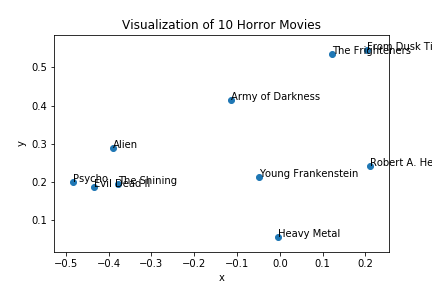 Visualization of 10 Horror Movies
From Dusk Ti
The Frighteners
Army of Darkness
Alien
Robert A. He
Psycho
Evil Dead II
The Shining
Young Frankenstein
Heavy Metal
y
0.5
0.4
0.3
0.2
0.1
−0.5 −0.4 −0.3 −0.2 −0.1 0.0 0.1 0.2
x